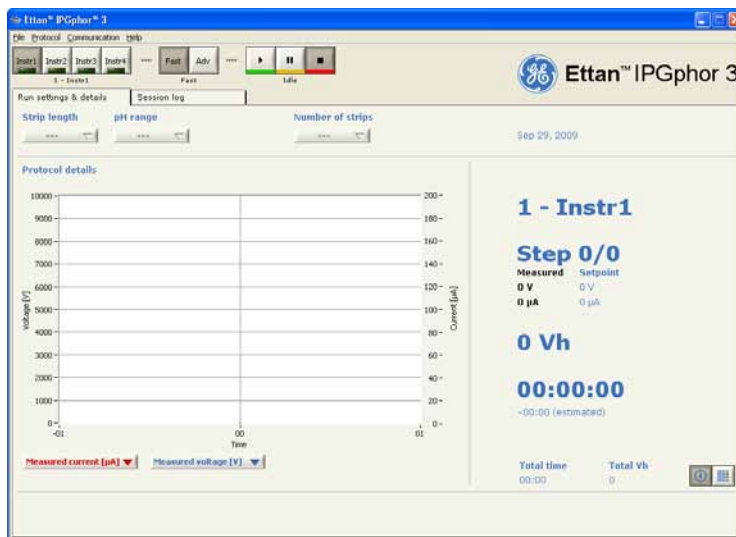 Ettan™ IPGphor™ 3
File Protocol Communication Help
Instr1 Instr2 Instr3 Instr4 ---- Fast Adv ----
1 - Instr1 Fast Idle
GE Ettan™ IPGphor 3
Run settings & details Session log
Strip length pH range Number of strips
--- --- ---
Sep 29, 2009
Protocol details
10000 200
9000 180
8000 160
7000 140
6000 120
5000 100
4000 80
3000 60
2000 40
1000 20
0 0
Voltage [V]
Current [µA]
-01 00 01
Time
Measured current [µA] Measured voltage [V]
1 - Instr1
Step 0/0
Measured Setpoint
0 V 0 V
0 µA 0 µA
0 Vh
00:00:00
~00:00 (estimated)
Total time Total Vh
00:00 0